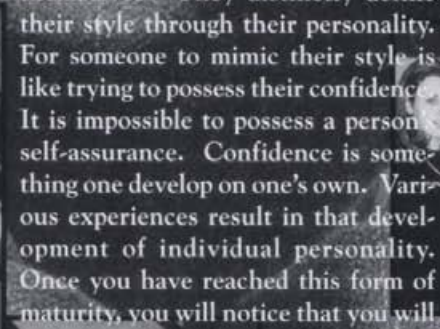 their style through their personality.
For someone to mimic their style is
like trying to possess their confidence.
It is impossible to possess a person's
self-assurance. Confidence is some-
thing one develop on one's own. Vari-
ous experiences result in that devel-
opment of individual personality.
Once you have reached this form of
maturity, you will notice that you will